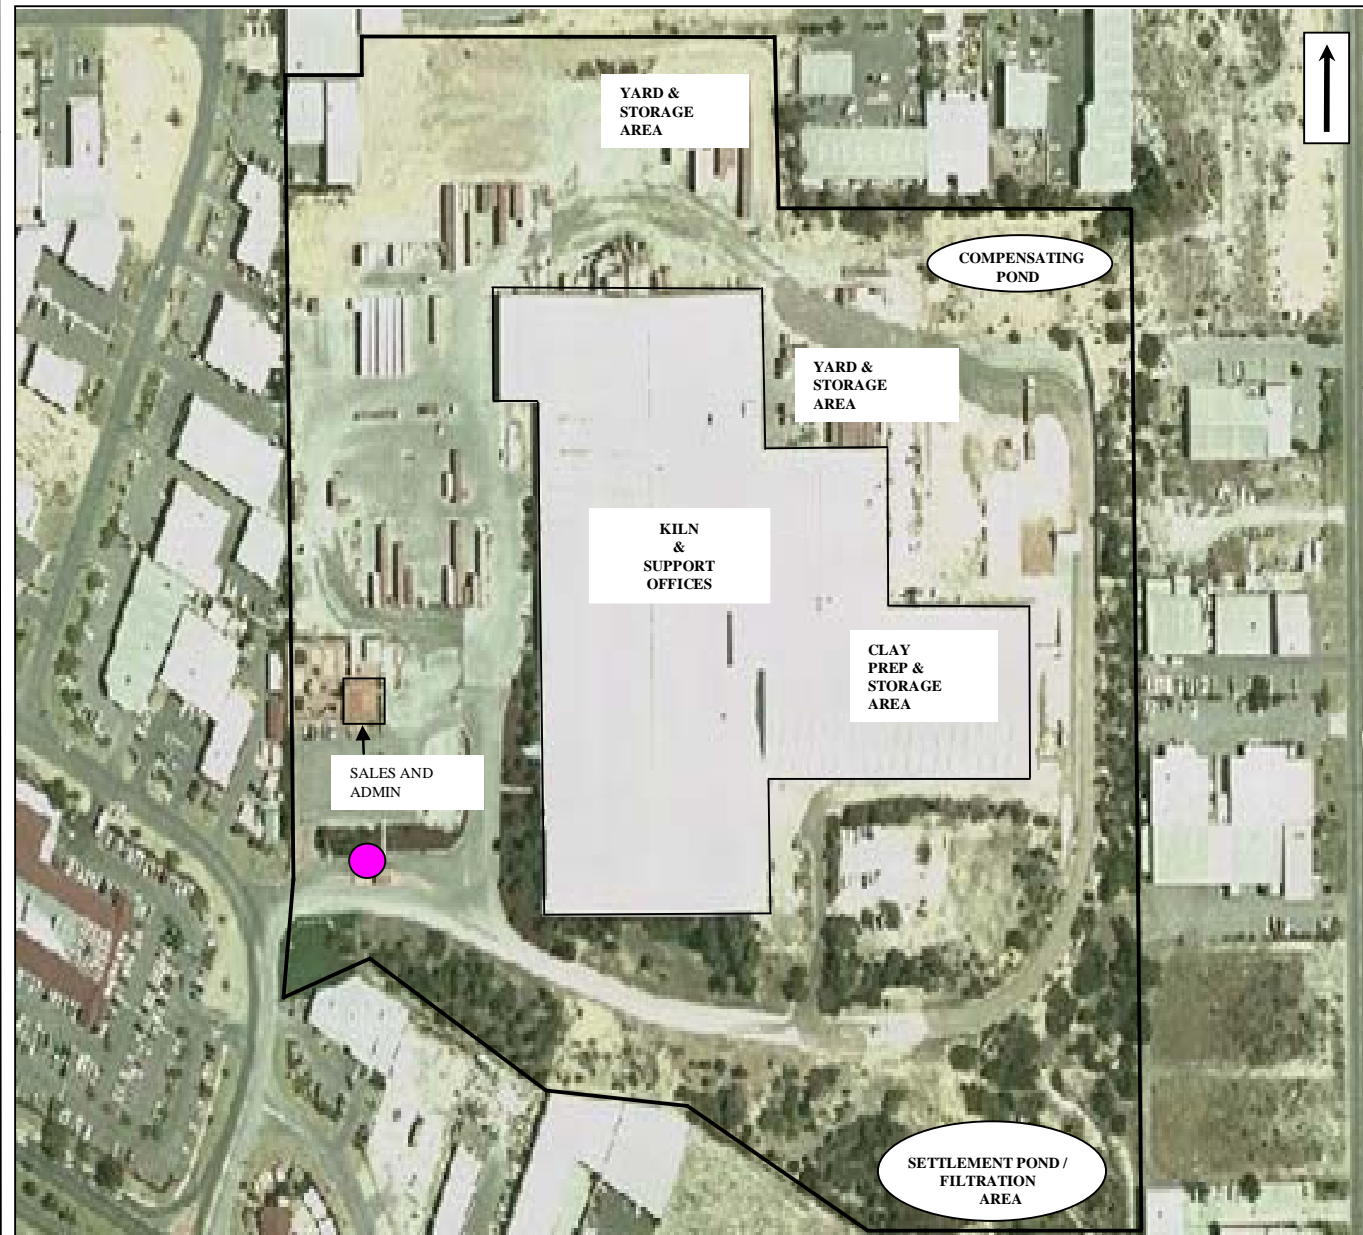 YARD &
STORAGE
AREA
COMPENSATING
POND
YARD &
STORAGE
AREA
KILN
&
SUPPORT
OFFICES
CLAY
PREP &
STORAGE
AREA
SALES AND
ADMIN
SETTLEMENT POND /
FILTRATION
AREA